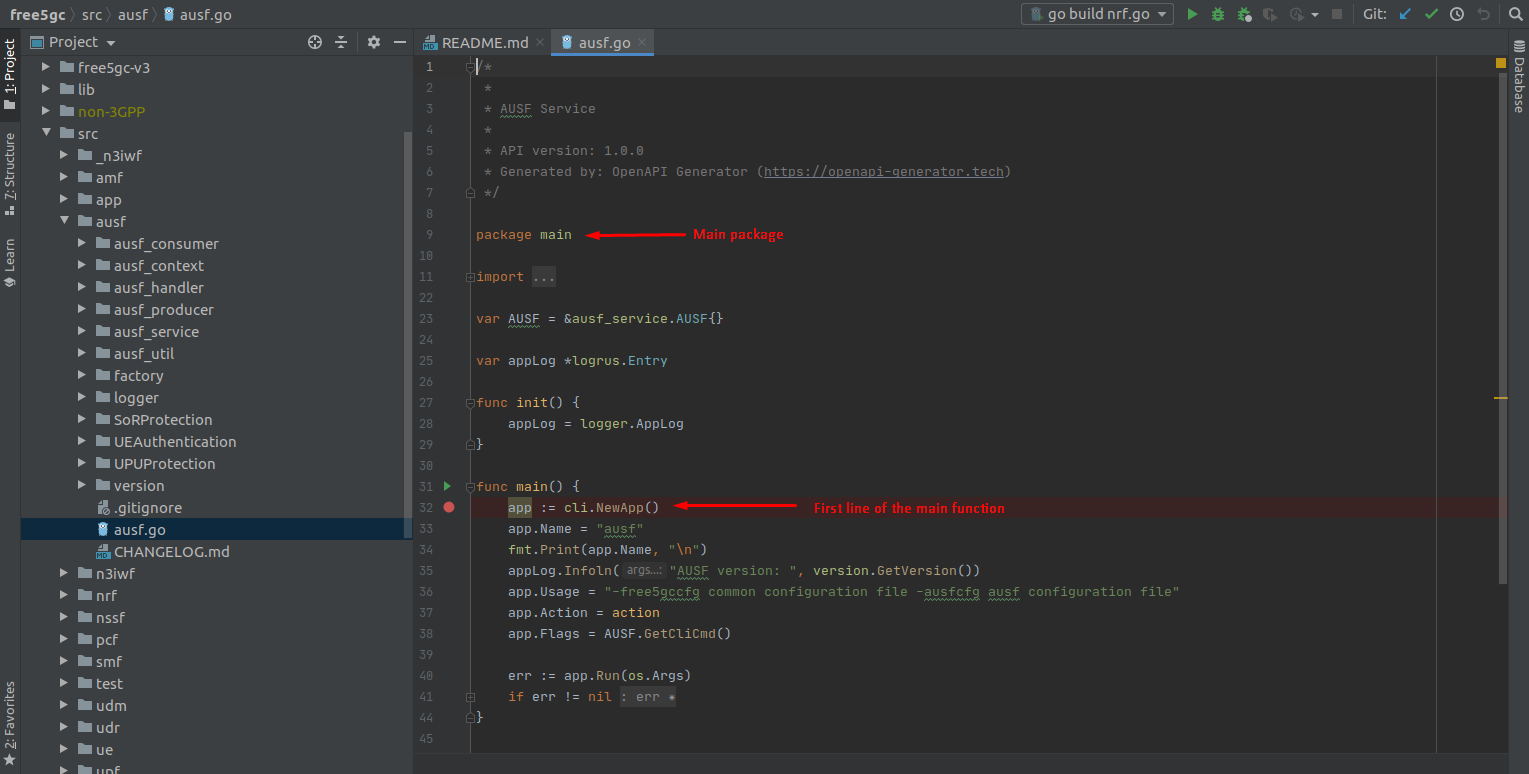 free5gc src ausf ausf.go
go build nrf.go
Git:
1: Project
7: Structure
Learn
2: Favorites
Project
free5gc-v3
lib
non-3GPP
src
_n3iwf
amf
app
ausf
ausf_consumer
ausf_context
ausf_handler
ausf_producer
ausf_service
ausf_util
factory
logger
SoRProtection
UEAuthentication
UPUProtection
version
.gitignore
ausf.go
CHANGELOG.md
n3iwf
nrf
nssf
pcf
smf
test
udm
udr
ue
upf
README.md
ausf.go
1 /*
2 *
3 * AUSF Service
4 *
5 * API version: 1.0.0
6 * Generated by: OpenAPI Generator (https://openapi-generator.tech)
7 */
8
9 package main Main package
10
11 import ...
22
23 var AUSF = &ausf_service.AUSF{}
24
25 var appLog *logrus.Entry
26
27 func init() {
28 appLog = logger.AppLog
29 }
30
31 func main() {
32 app := cli.NewApp() First line of the main function
33 app.Name = "ausf"
34 fmt.Print(app.Name, "\n")
35 appLog.Infoln( args...: "AUSF version: ", version.GetVersion())
36 app.Usage = "-free5gccfg common configuration file -ausfcfg ausf configuration file"
37 app.Action = action
38 app.Flags = AUSF.GetCliCmd()
39
40 err := app.Run(os.Args)
41 if err != nil : err
44 }
45
Database